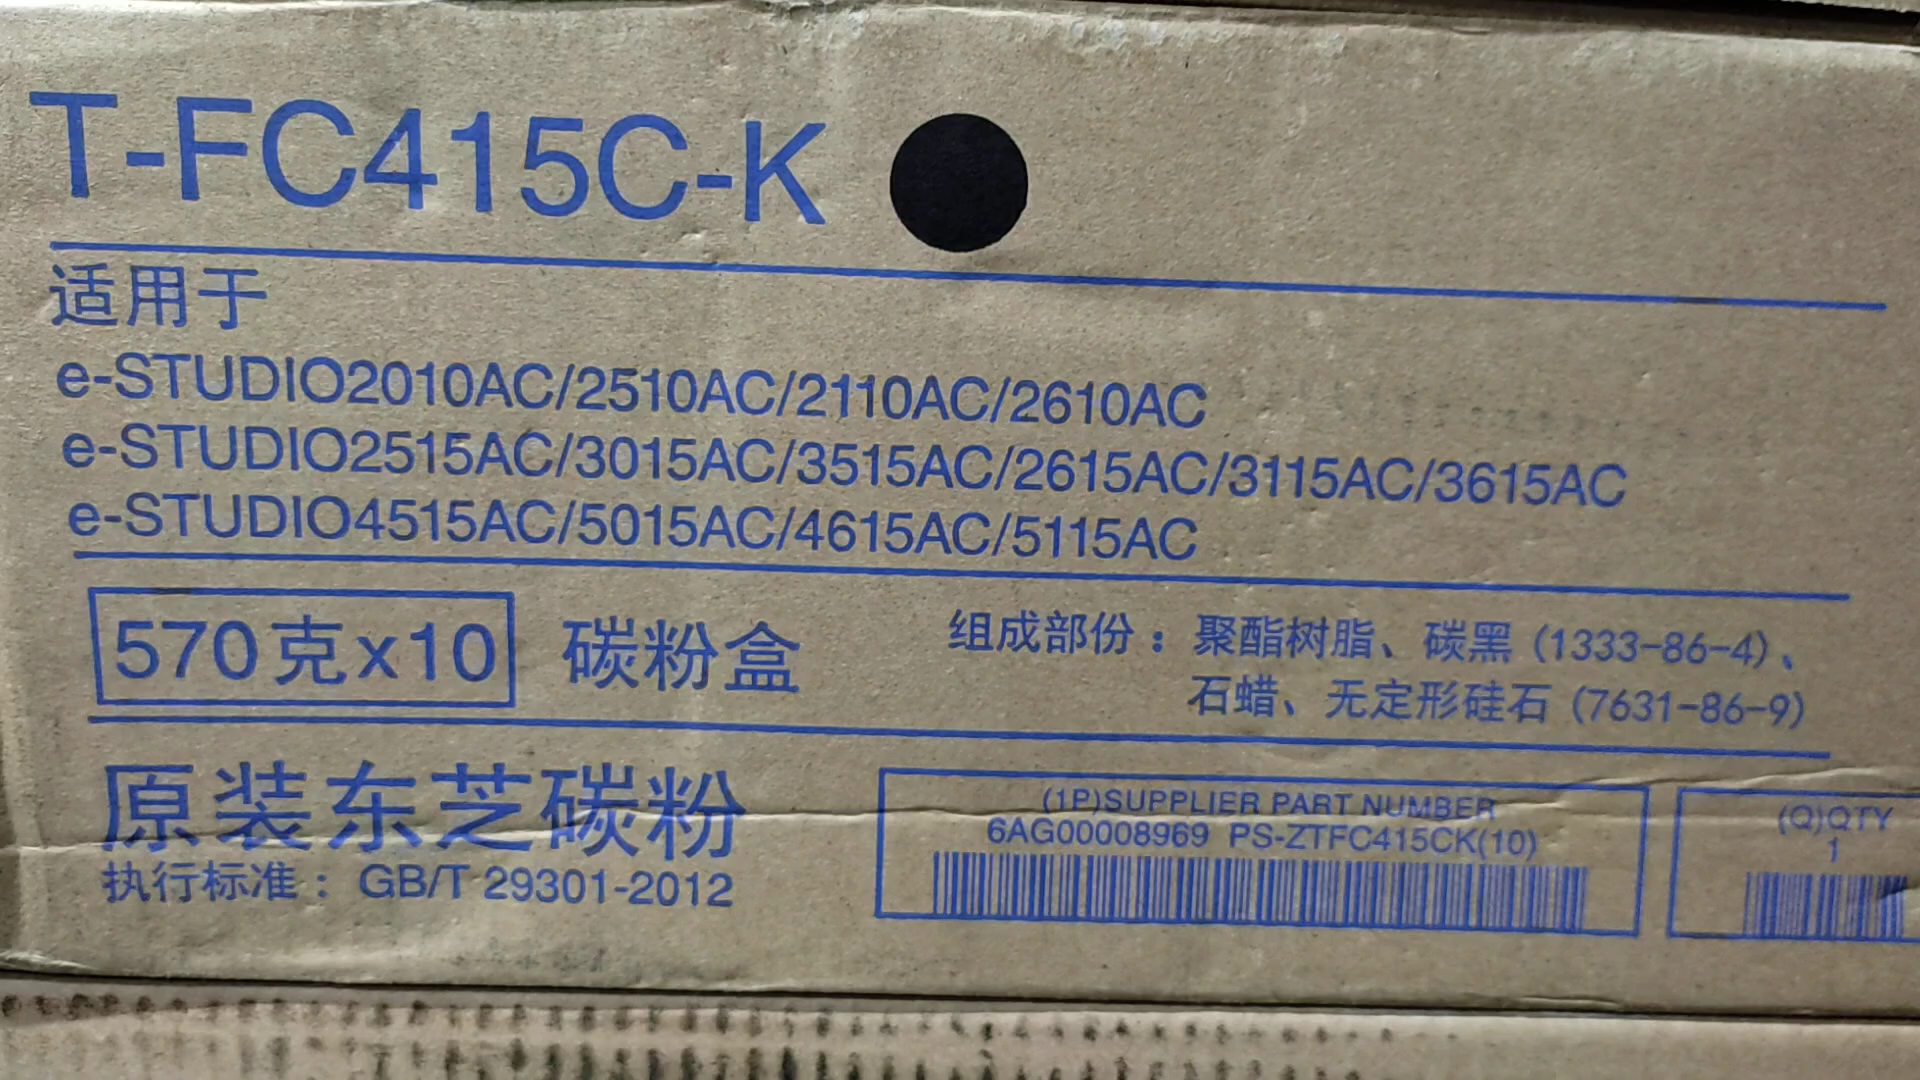 T-FC415C-K
适用于
e-STUDIO2010AC/2510AC/2110AC/2610AC
e-STUDIO2515AC/3015AC/3515AC/2615AC/3115AC/3615AC
e-STUDIO4515AC/5015AC/4615AC/5115AC
570克x10 碳粉盒
组成部份：聚酯树脂、碳黑 (1333-86-4)、
石蜡、无定形硅石 (7631-86-9)
原装东芝碳粉
执行标准：GB/T 29301-2012
(1P)SUPPLIER PART NUMBER
6AG00008969 PS-ZTFC415CK(10)
(Q)QTY
1